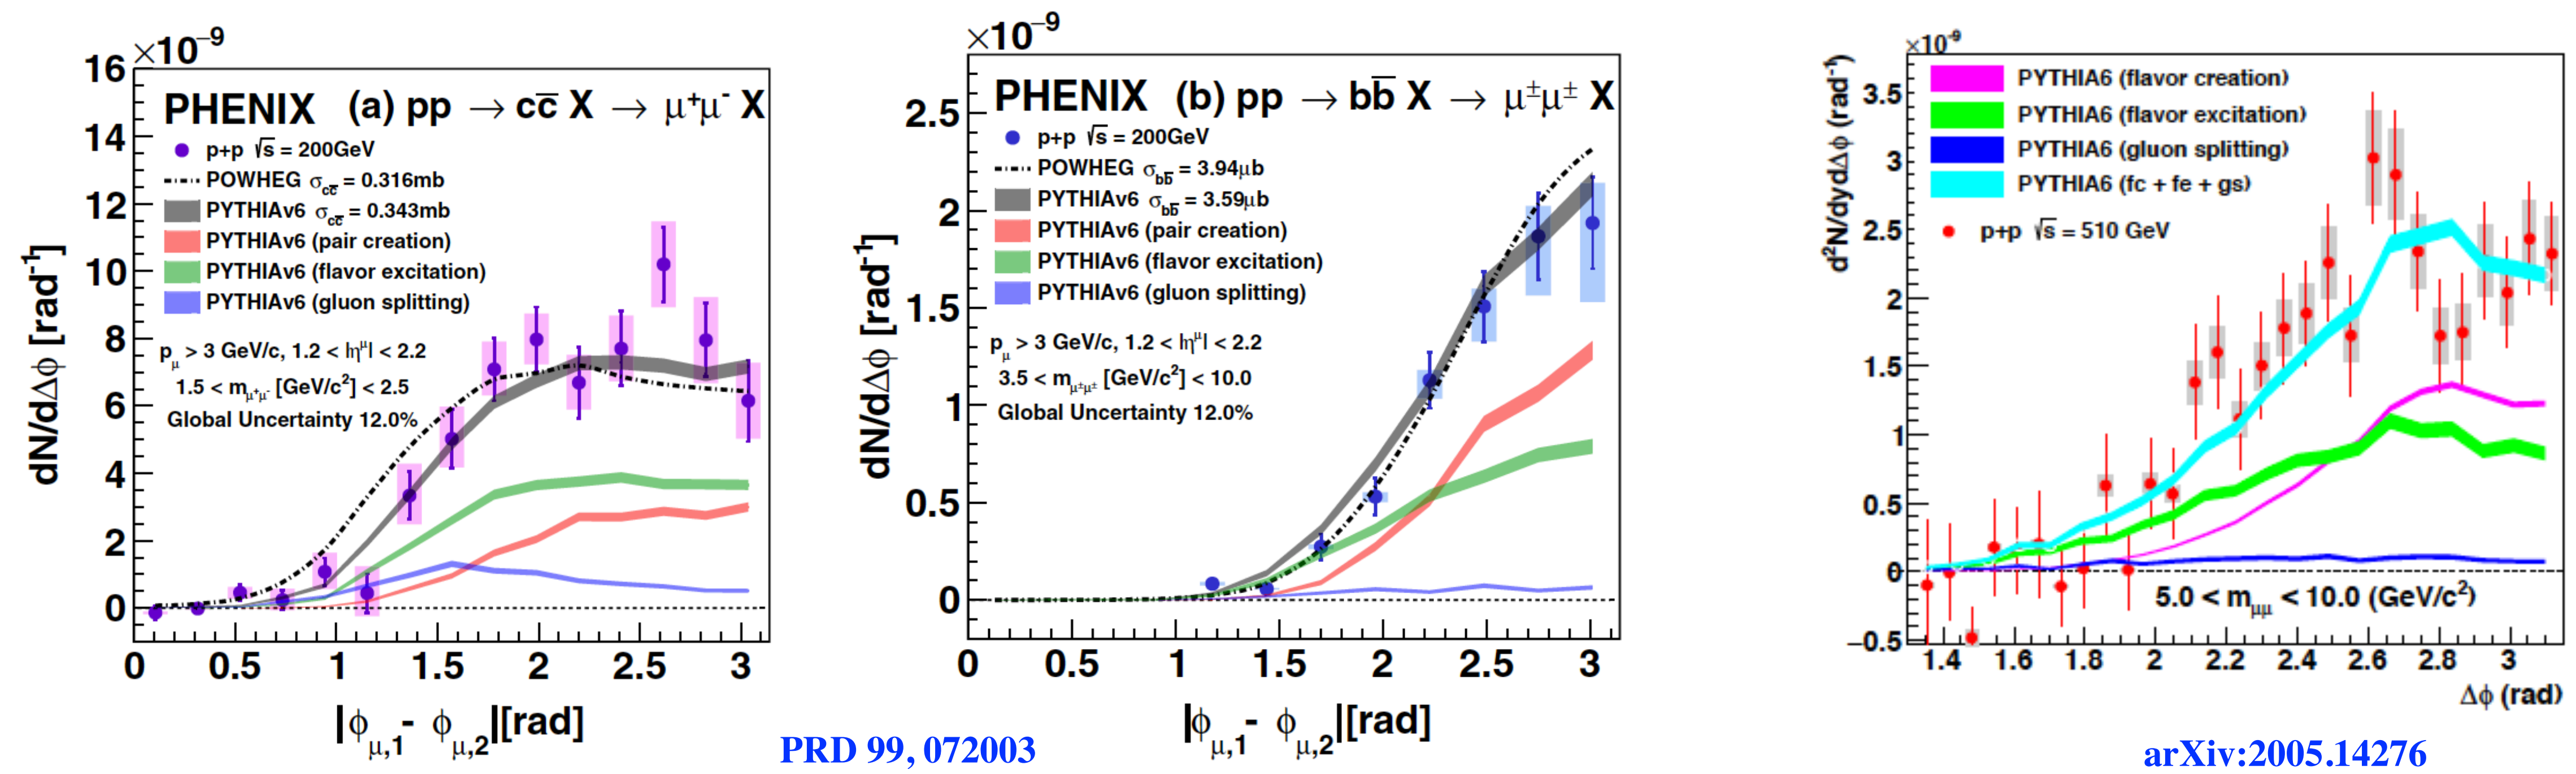 ×10⁻⁹
16
14
12
10
8
6
4
2
0
dN/dΔϕ [rad⁻¹]
PHENIX (a) pp → cc̅ X → μ⁺μ⁻ X
p+p √s = 200GeV
POWHEG σcc̅ = 0.316mb
PYTHIAv6 σcc̅ = 0.343mb
PYTHIAv6 (pair creation)
PYTHIAv6 (flavor excitation)
PYTHIAv6 (gluon splitting)
pμ > 3 GeV/c, 1.2 < |ημ| < 2.2
1.5 < mμ⁺μ⁻ [GeV/c²] < 2.5
Global Uncertainty 12.0%
0 0.5 1 1.5 2 2.5 3
|ϕμ,1 - ϕμ,2|[rad]
×10⁻⁹
2.5
2
1.5
1
0.5
0
dN/dΔϕ [rad⁻¹]
PHENIX (b) pp → bb̅ X → μ±μ± X
p+p √s = 200GeV
POWHEG σbb̅ = 3.94μb
PYTHIAv6 σbb̅ = 3.59μb
PYTHIAv6 (pair creation)
PYTHIAv6 (flavor excitation)
PYTHIAv6 (gluon splitting)
pμ > 3 GeV/c, 1.2 < |ημ| < 2.2
3.5 < mμ±μ± [GeV/c²] < 10.0
Global Uncertainty 12.0%
0 0.5 1 1.5 2 2.5 3
|ϕμ,1 - ϕμ,2|[rad]
PRD 99, 072003
×10⁻⁹
3.5
3
2.5
2
1.5
1
0.5
0
−0.5
d²N/dydΔϕ (rad⁻¹)
PYTHIA6 (flavor creation)
PYTHIA6 (flavor excitation)
PYTHIA6 (gluon splitting)
PYTHIA6 (fc + fe + gs)
p+p √s = 510 GeV
5.0 < mμμ < 10.0 (GeV/c²)
1.4 1.6 1.8 2 2.2 2.4 2.6 2.8 3
Δϕ (rad)
arXiv:2005.14276